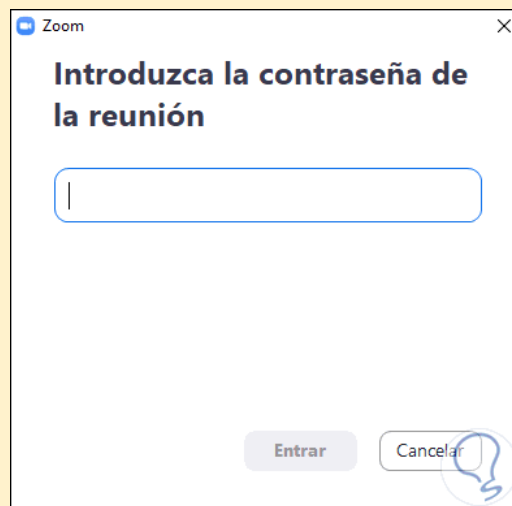 Zoom
Introduzca la contraseña de
la reunión
Entrar
Cancelar